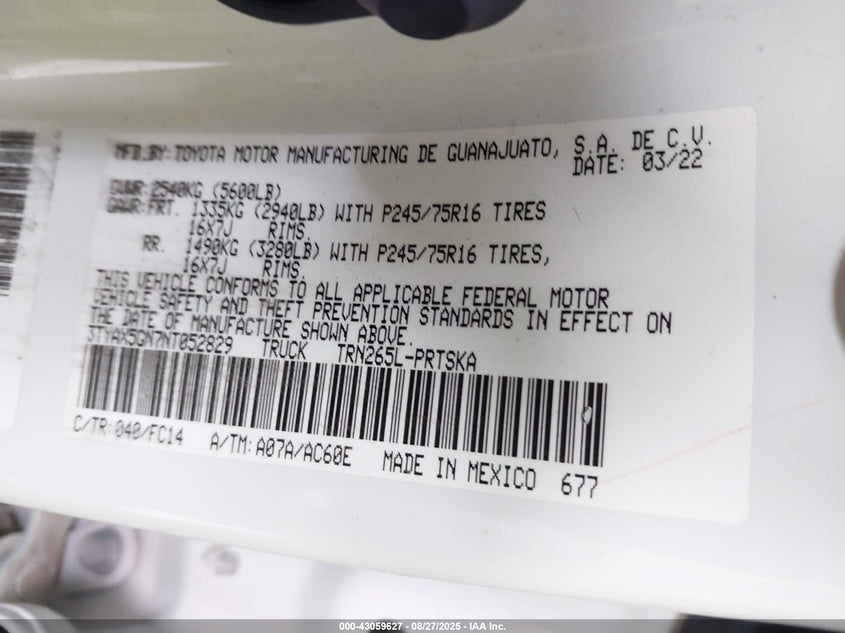 MFD.BY: TOYOTA MOTOR MANUFACTURING DE GUANAJUATO, S.A. DE C.V.
DATE: 03/22
GVWR: 2540KG (5600LB)
GAWR: FRT. 1335KG (2940LB) WITH P245/75R16 TIRES
16X7J RIMS.
RR. 1490KG (3280LB) WITH P245/75R16 TIRES,
16X7J RIMS.
THIS VEHICLE CONFORMS TO ALL APPLICABLE FEDERAL MOTOR
VEHICLE SAFETY AND THEFT PREVENTION STANDARDS IN EFFECT ON
THE DATE OF MANUFACTURE SHOWN ABOVE.
3TYAX5GN7NT052829 TRUCK TRN265L-PRTSKA
C/TR: 040/FC14 A/TM: A07A/AC60E MADE IN MEXICO 677
000-43059627 - 08/27/2025 - IAA Inc.